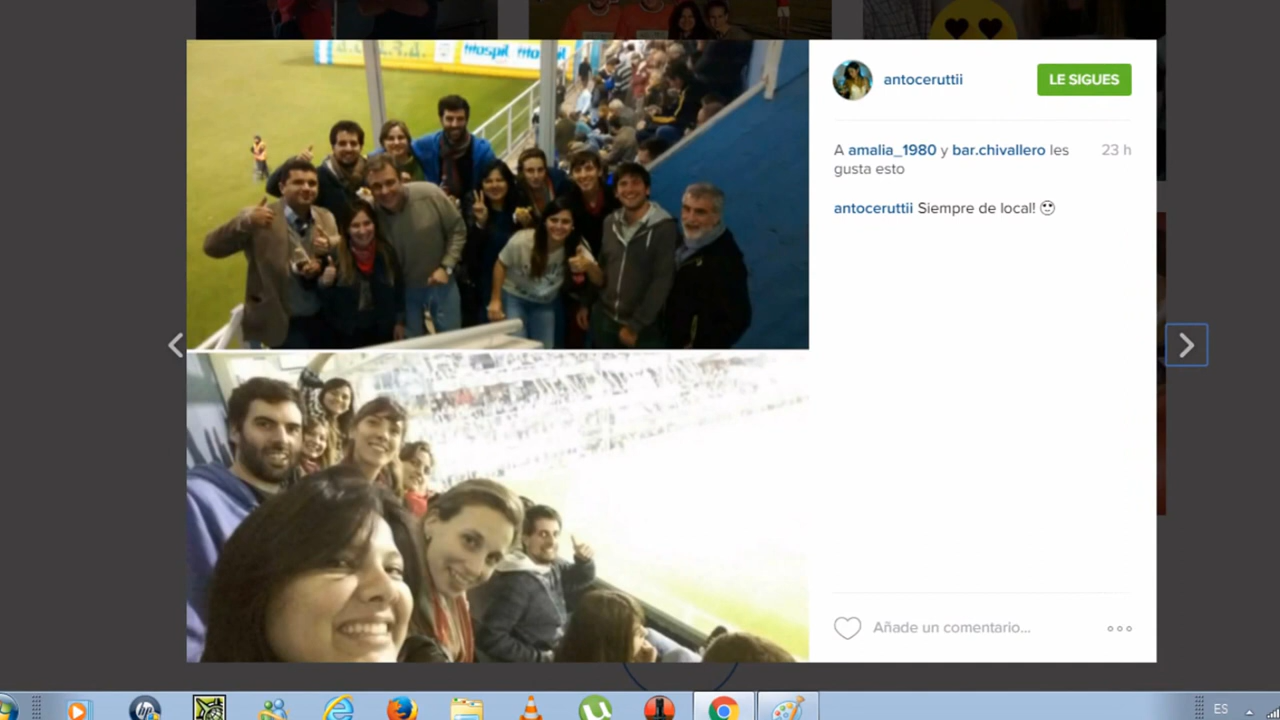 antoceruttii
LE SIGUES
A amalia_1980 y bar.chivallero les
gusta esto
23 h
antoceruttii Siempre de local!
Añade un comentario...
ES